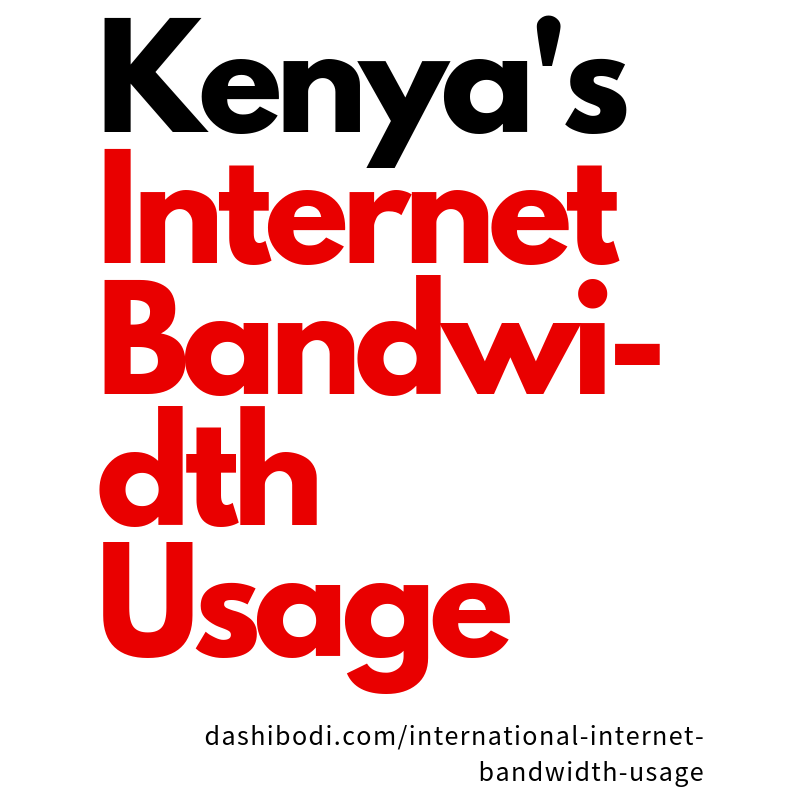 Kenya's
Internet
Bandwi-
dth
Usage
dashibodi.com/international-internet-
bandwidth-usage